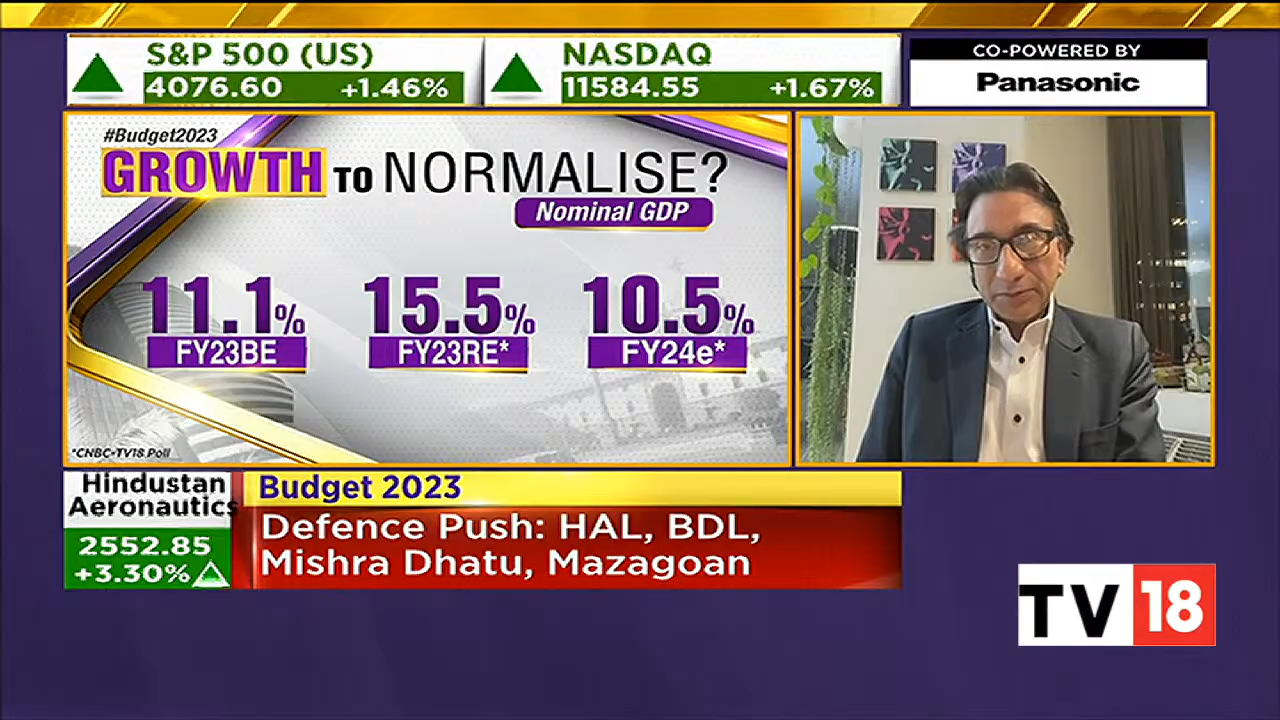 S&P 500 (US)
4076.60 +1.46%
NASDAQ
11584.55 +1.67%
CO-POWERED BY
Panasonic
#Budget2023
GROWTH TO NORMALISE?
Nominal GDP
11.1% 15.5% 10.5%
FY23BE FY23RE* FY24e*
*CNBC-TV18 Poll
Hindustan
Aeronautics
2552.85
+3.30%
Budget 2023
Defence Push: HAL, BDL,
Mishra Dhatu, Mazagoan
TV18